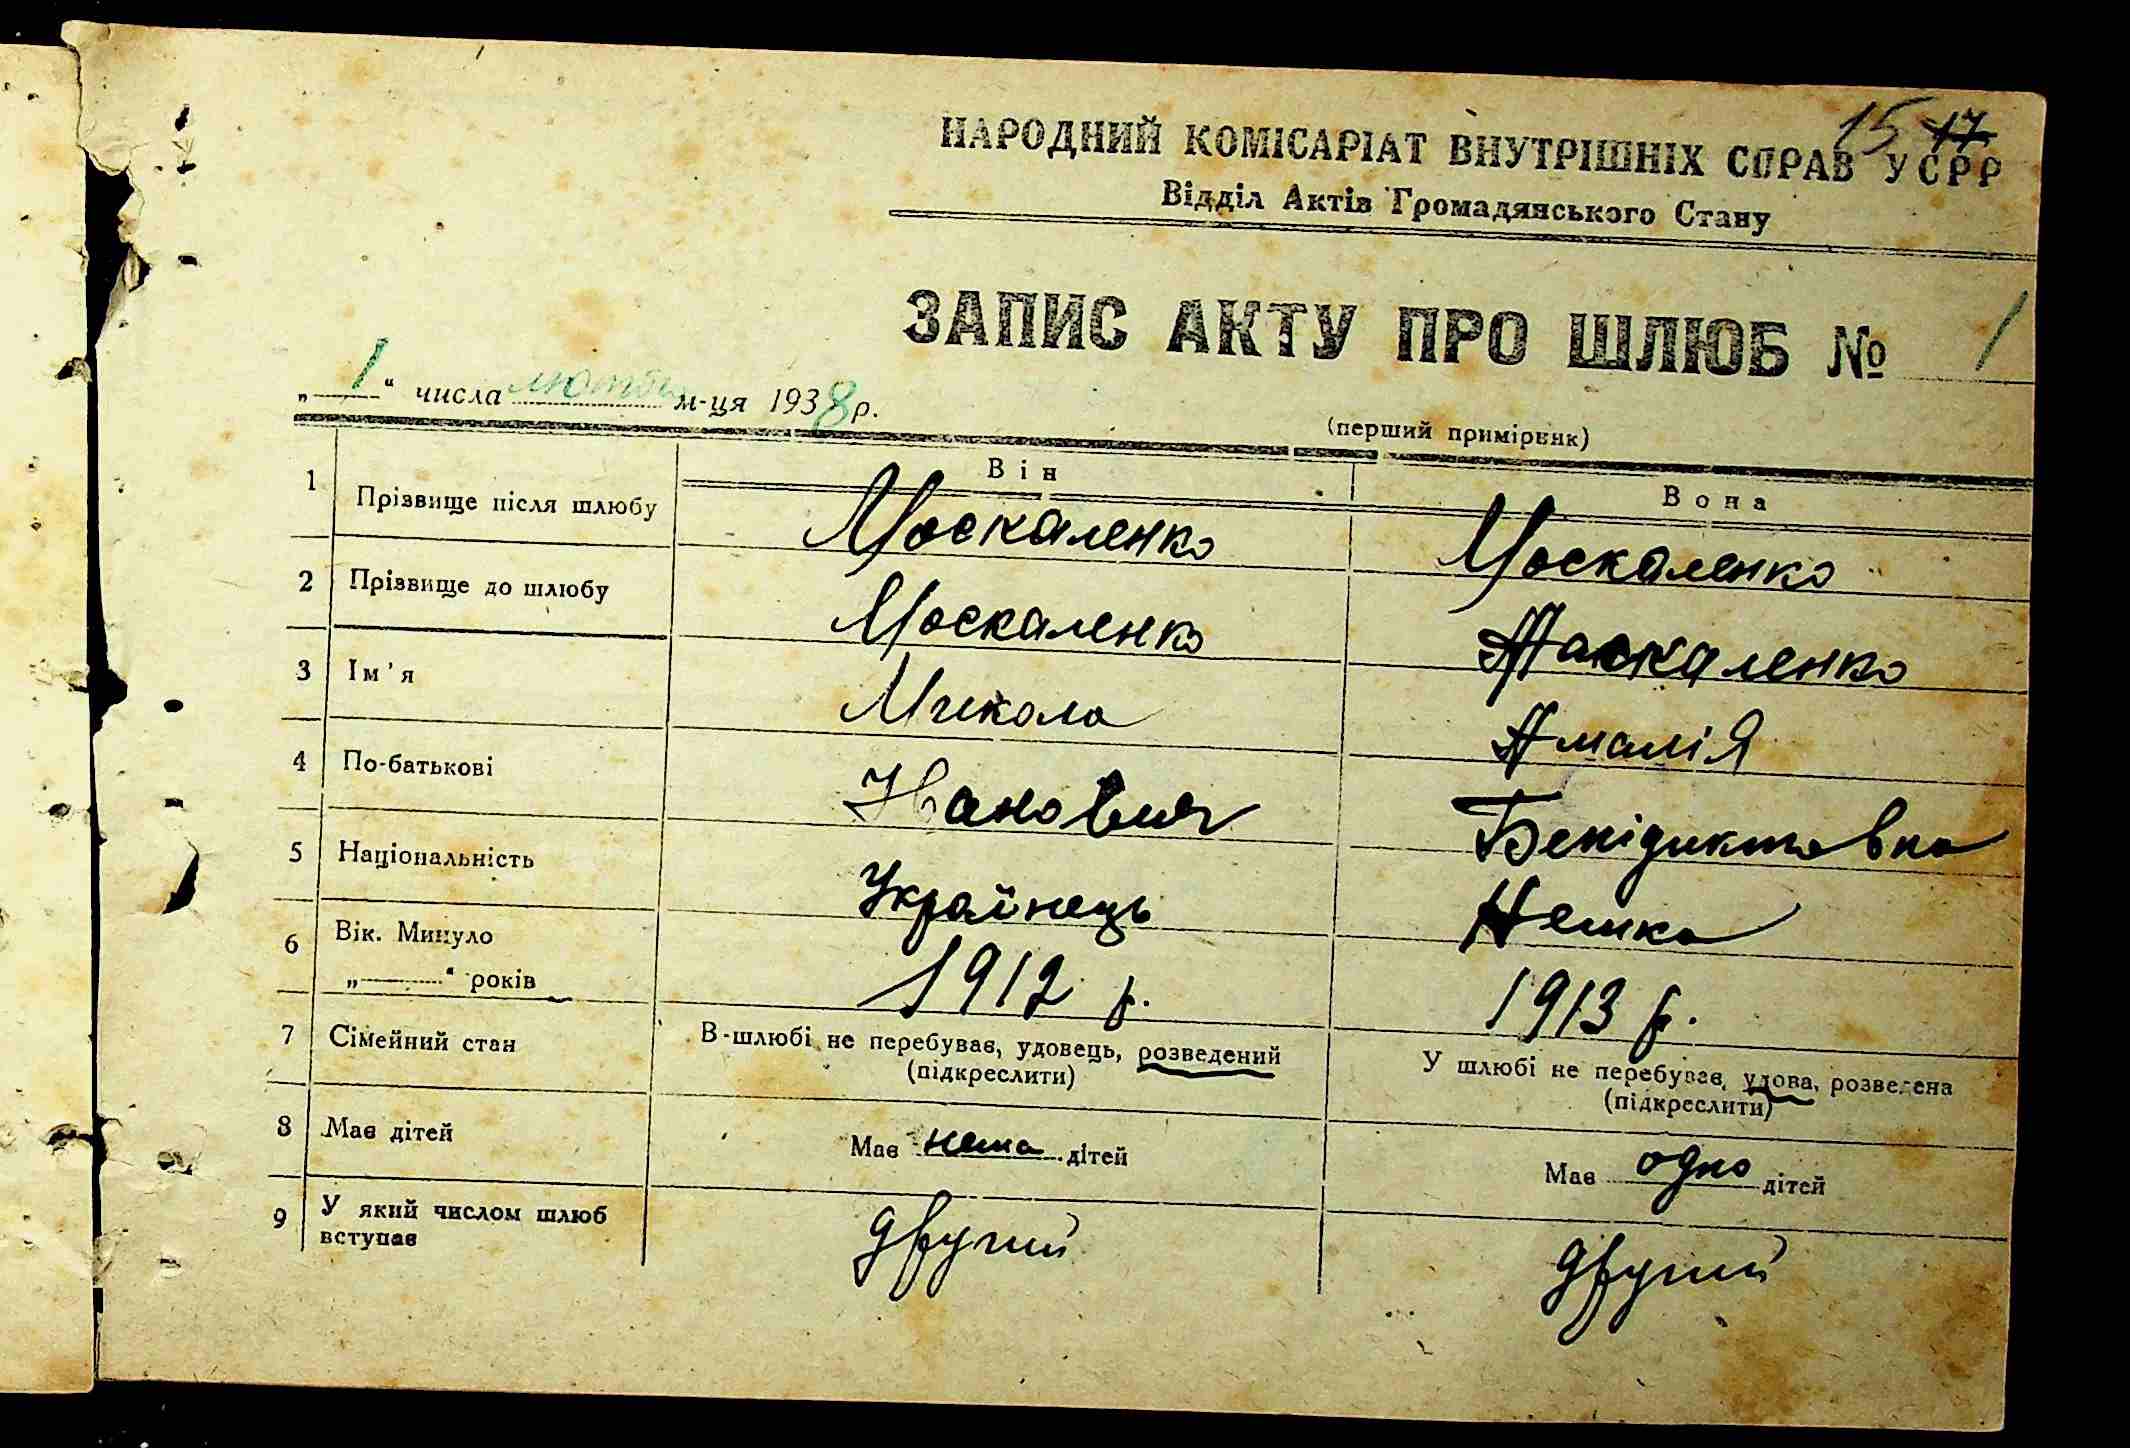 15 17
НАРОДНИЙ КОМІСАРІАТ ВНУТРІШНІХ СПРАВ УСРР
Відділ Актів Громадянського Стану
ЗАПИС АКТУ ПРО ШЛЮБ № 1
„1“ числа лютого м-ця 1938 р.
(перший примірник)
Він Вона
1 Прізвище після шлюбу Москаленко Москаленко
2 Прізвище до шлюбу Москаленко Маскаленко
3 Ім'я Микола Амалія
4 По-батькові Йванович Бенідиктовна
5 Національність Українець Немка
6 Вік. Минуло
„ “ років 1912 р. 1913 р.
7 Сімейний стан В-шлюбі не перебував, удовець, розведений У шлюбі не перебував, удова, розведена
(підкреслити) (підкреслити)
8 Має дітей Має нема дітей Має одно дітей
9 У який числом шлюб
вступає другий другий